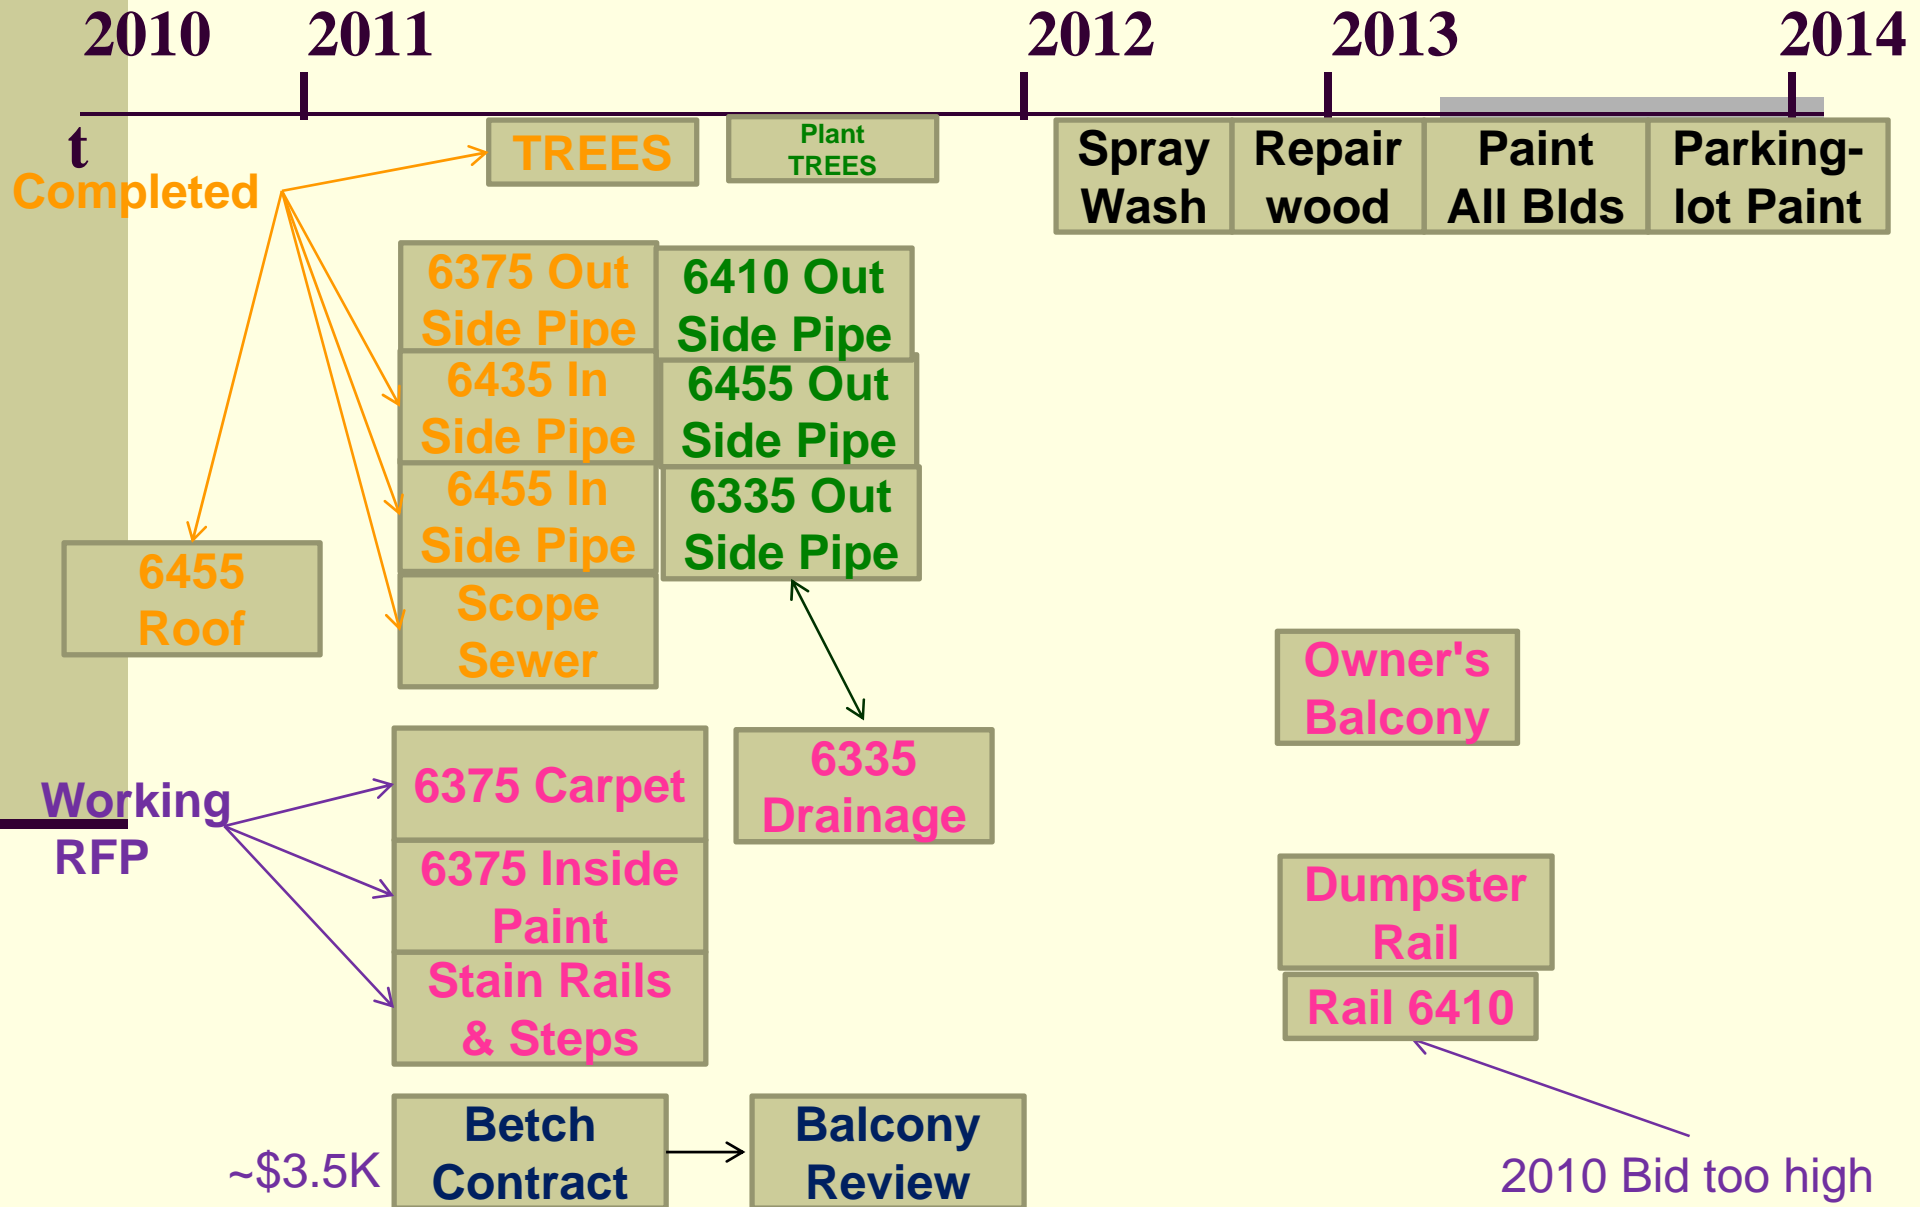 2010 2011 2012 2013 2014
t
Completed
TREES
Plant
TREES
Spray
Wash
Repair
wood
Paint
All Blds
Parking-
lot Paint
6375 Out
Side Pipe
6410 Out
Side Pipe
6435 In
Side Pipe
6455 Out
Side Pipe
6455 In
Side Pipe
6335 Out
Side Pipe
6455
Roof
Scope
Sewer
Owner's
Balcony
Working
RFP
6375 Carpet
6335
Drainage
6375 Inside
Paint
Dumpster
Rail
Stain Rails
& Steps
Rail 6410
~$3.5K
Betch
Contract
Balcony
Review
2010 Bid too high